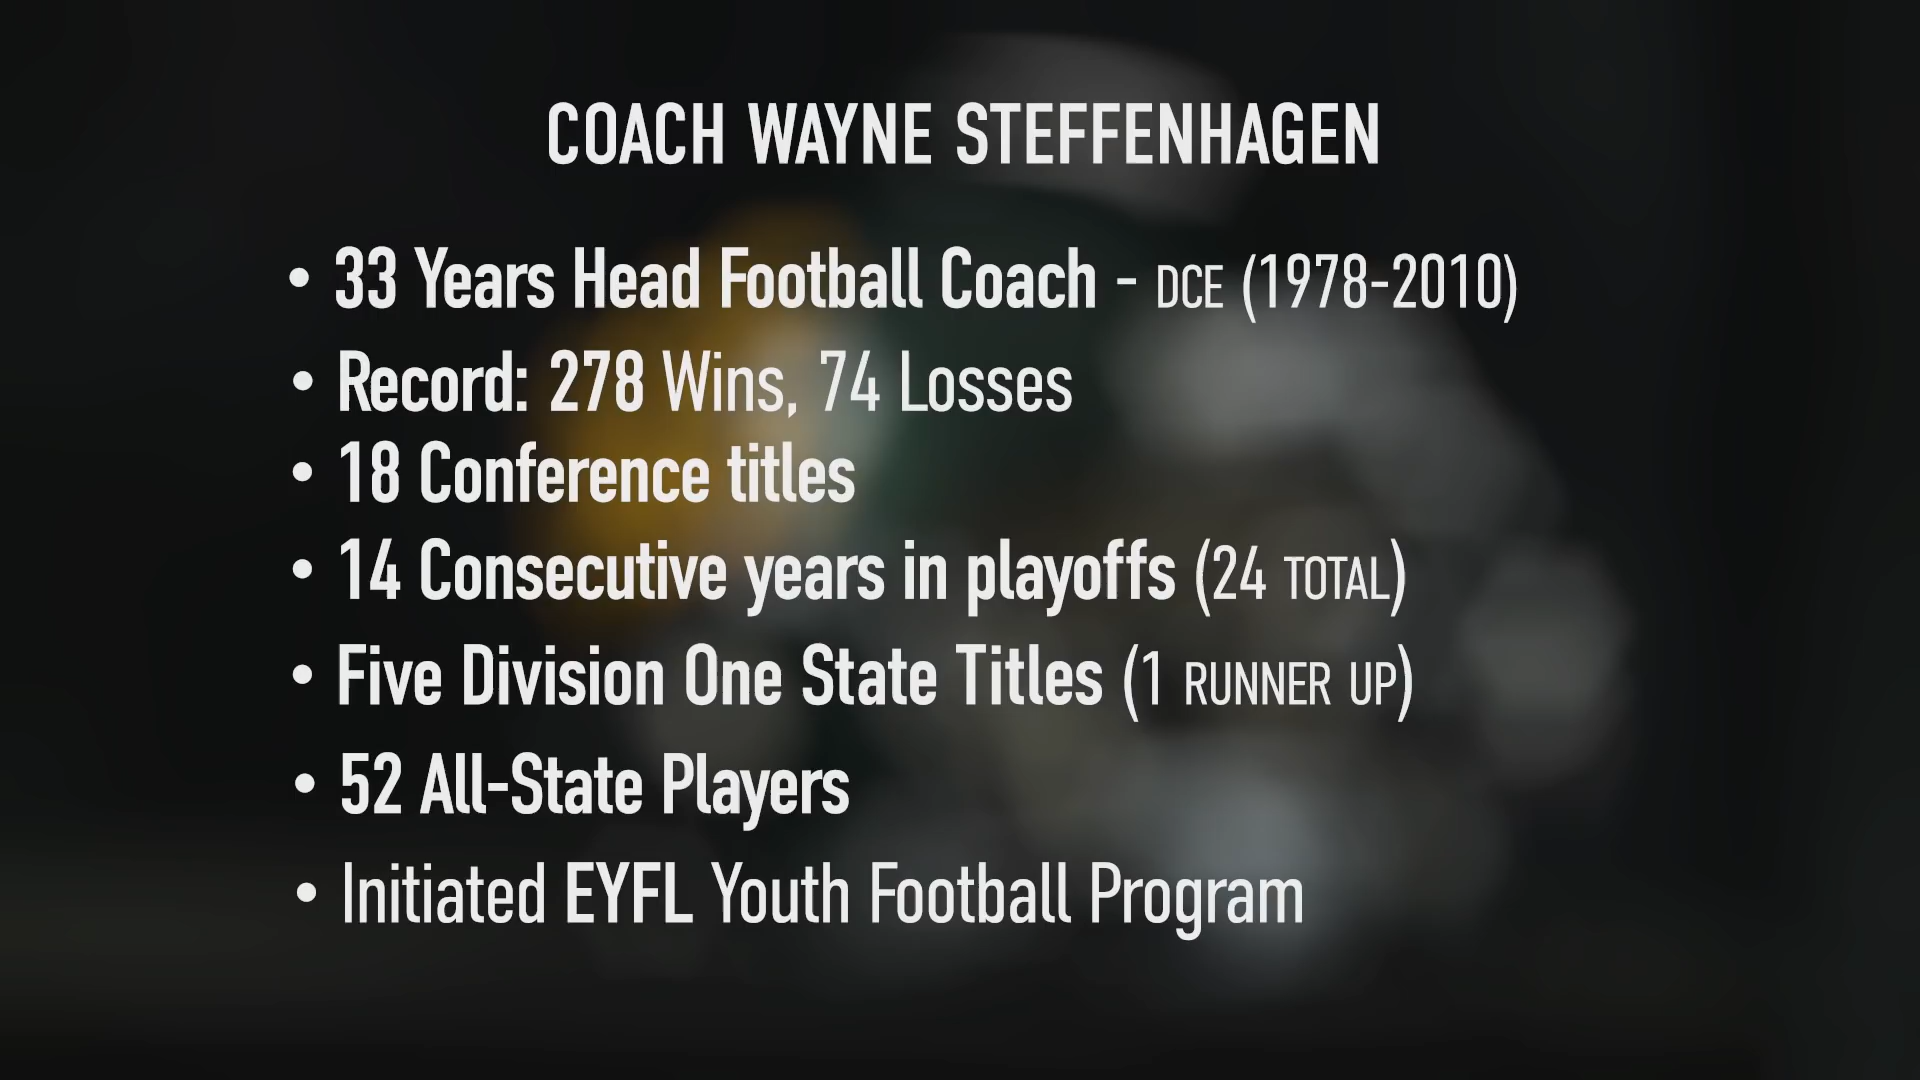 COACH WAYNE STEFFENHAGEN
• 33 Years Head Football Coach - DCE (1978-2010)
• Record: 278 Wins, 74 Losses
• 18 Conference titles
• 14 Consecutive years in playoffs (24 TOTAL)
• Five Division One State Titles (1 RUNNER UP)
• 52 All-State Players
• Initiated EYFL Youth Football Program